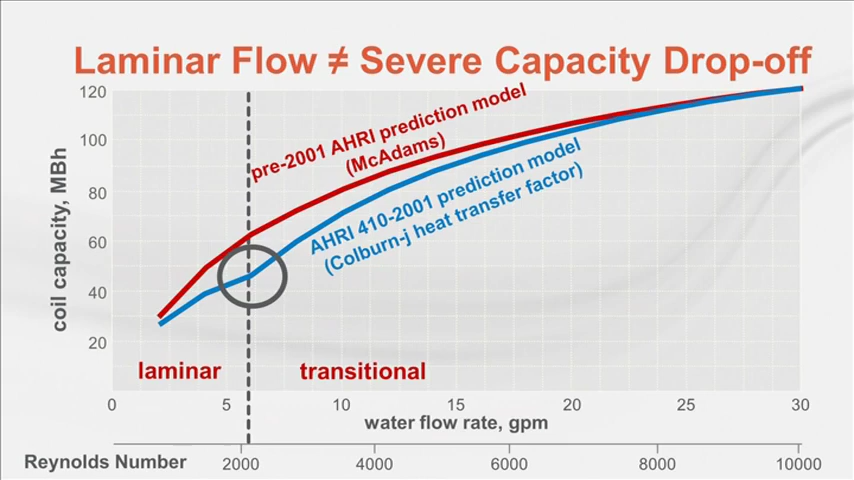 Laminar Flow ≠ Severe Capacity Drop-off
120
100
80
60
40
20
coil capacity, MBh
pre-2001 AHRI prediction model
(McAdams)
AHRI 410-2001 prediction model
(Colburn-j heat transfer factor)
laminar
transitional
0 5 10 15 20 25 30
water flow rate, gpm
Reynolds Number 2000 4000 6000 8000 10000